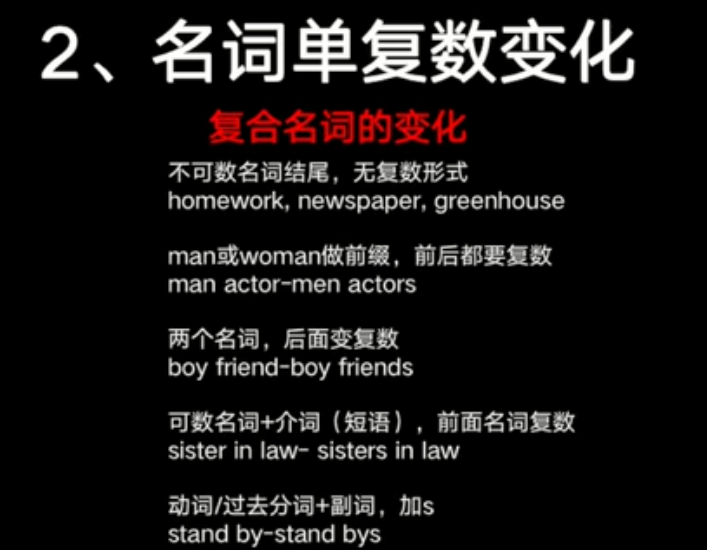 2、名词单复数变化
复合名词的变化
不可数名词结尾，无复数形式
homework, newspaper, greenhouse
man或woman做前缀，前后都要复数
man actor-men actors
两个名词，后面变复数
boy friend-boy friends
可数名词+介词（短语），前面名词复数
sister in law- sisters in law
动词/过去分词+副词，加s
stand by-stand bys